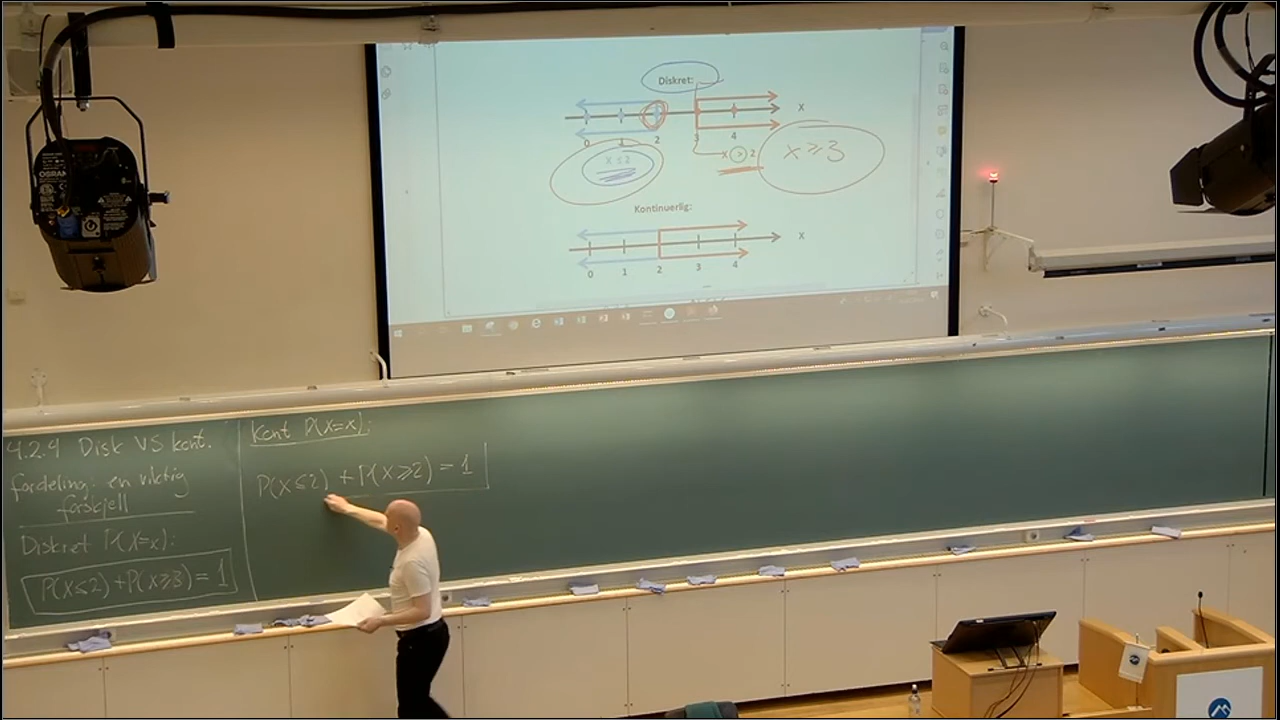 Diskret:
X
0 1 2 3 4
x ≤ 2
x > 2
x ≥ 3
Kontinuerlig:
X
0 1 2 3 4
4.2.4 Disk VS kont.
fordeling: en viktig
forskjell
Diskret P(X=x):
P(X≤2) + P(X≥3) = 1
Kont P(X=x):
P(X≤2) + P(X≥2) = 1
OSRAM